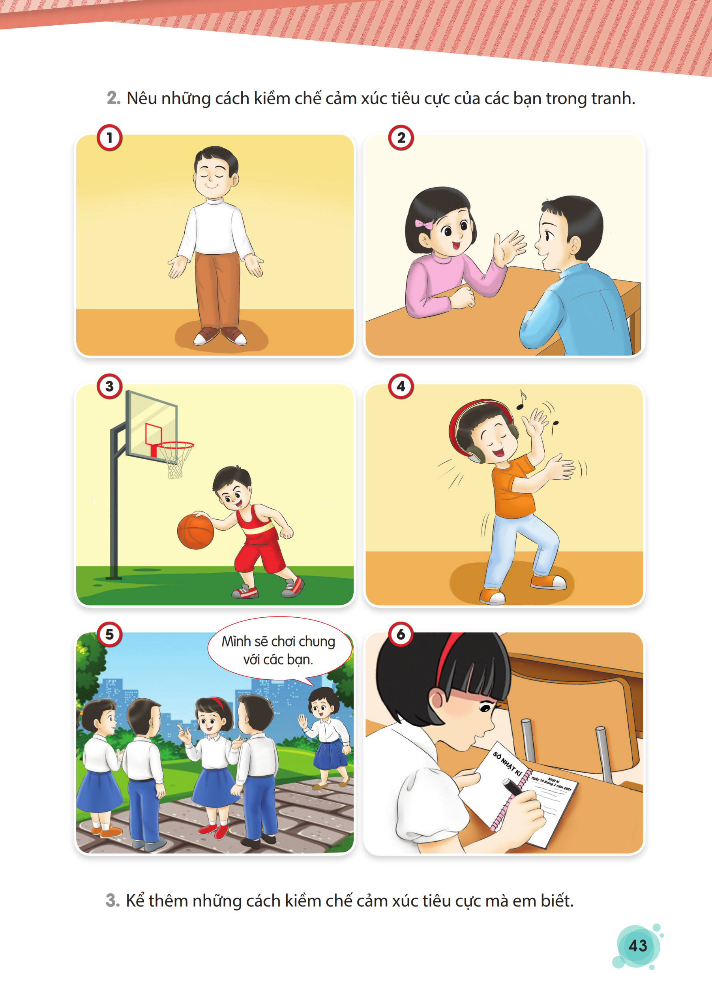 2. Nêu những cách kiềm chế cảm xúc tiêu cực của các bạn trong tranh.
1
2
3
4
5
Mình sẽ chơi chung
với các bạn.
6
SỔ NHẬT KÍ
Nhật kí
ngày 10 tháng 2 năm 2021
3. Kể thêm những cách kiềm chế cảm xúc tiêu cực mà em biết.
43